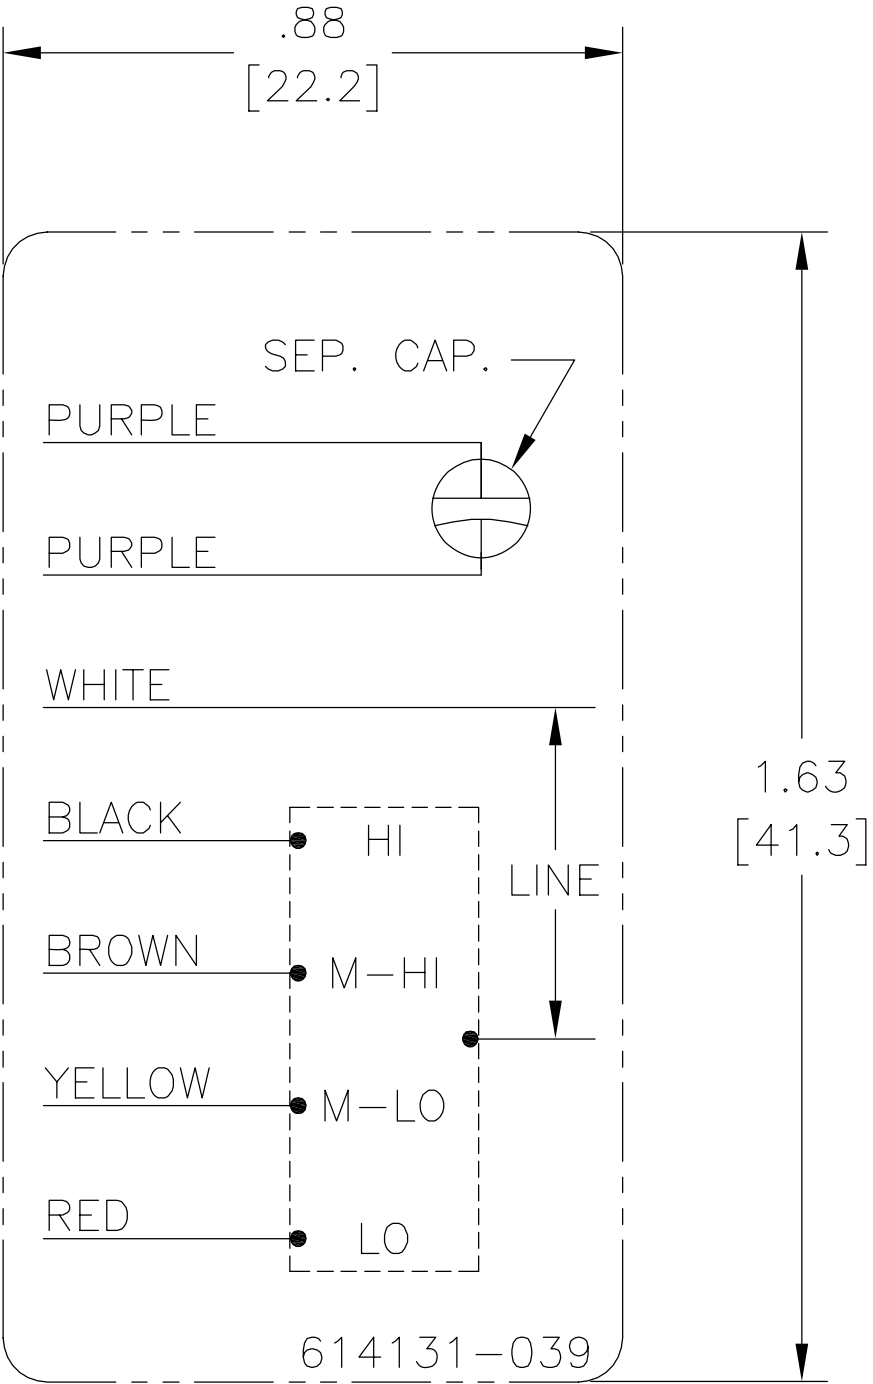 .88
[22.2]
SEP. CAP.
PURPLE
PURPLE
WHITE
1.63
[41.3]
BLACK
HI
LINE
BROWN
M-HI
YELLOW
M-LO
RED
LO
614131-039